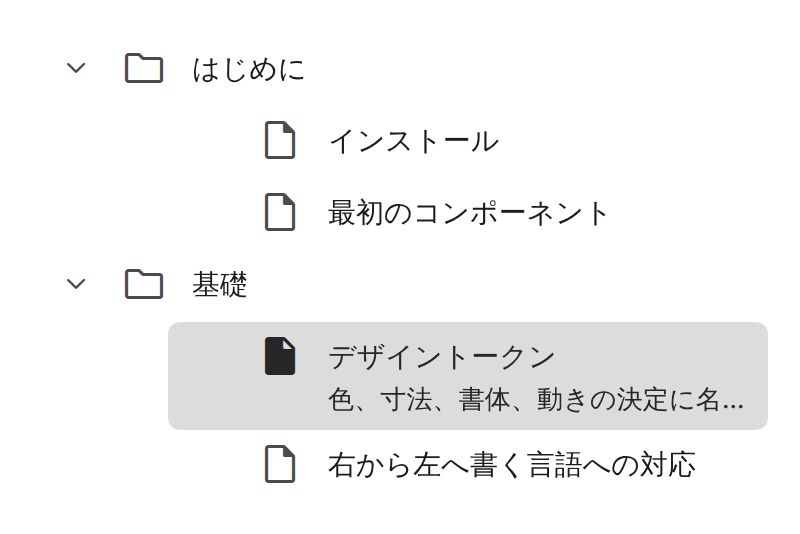 はじめに
インストール
最初のコンポーネント
基礎
デザイントークン
色、寸法、書体、動きの決定に名...
右から左へ書く言語への対応